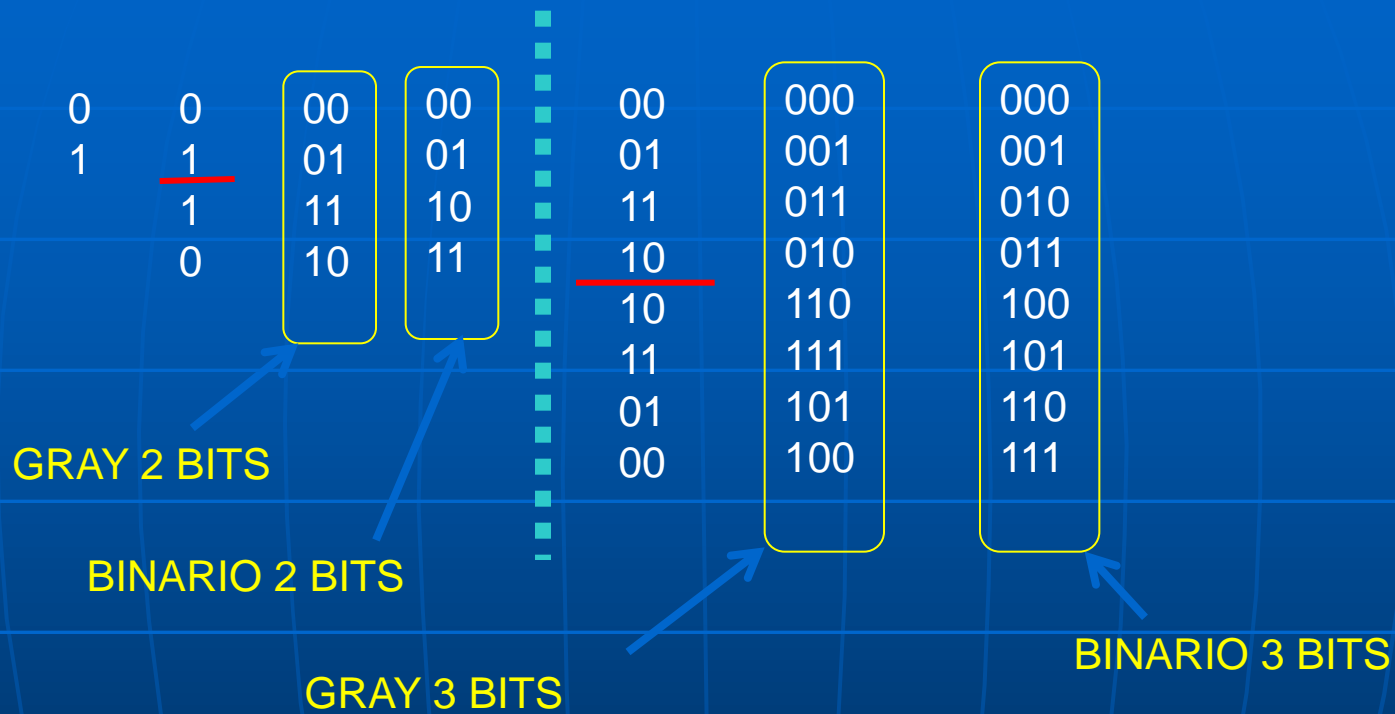 0 0 00 00 00 000 000
1 1 01 01 01 001 001
1 11 10 11 011 010
0 10 11 10 010 011
10 110 100
11 111 101
01 101 110
00 100 111
GRAY 2 BITS
BINARIO 2 BITS
BINARIO 3 BITS
GRAY 3 BITS